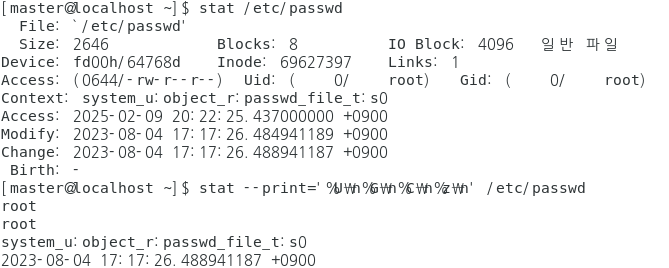 [master@localhost ~]$ stat /etc/passwd
  File: `/etc/passwd'
  Size: 2646            Blocks: 8          IO Block: 4096   일반 파일
Device: fd00h/64768d    Inode: 69627397    Links: 1
Access: (0644/-rw-r--r--)  Uid: (    0/    root)   Gid: (    0/    root)
Context: system_u:object_r:passwd_file_t:s0
Access: 2025-02-09 20:22:25.437000000 +0900
Modify: 2023-08-04 17:17:26.484941189 +0900
Change: 2023-08-04 17:17:26.488941187 +0900
 Birth: -
[master@localhost ~]$ stat --print='%U₩n%G₩n%C₩n%z₩n' /etc/passwd
root
root
system_u:object_r:passwd_file_t:s0
2023-08-04 17:17:26.488941187 +0900